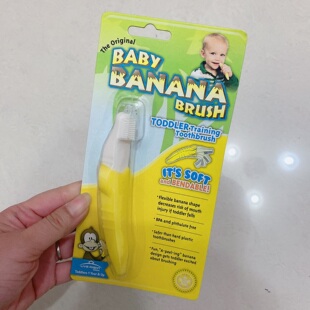 The Original
BABY
BANANA
BRUSH
TODDLER Training
Toothbrush
IT'S SOFT
and BENDABLE!
• Flexible banana shape
decreases risk of mouth
injury if toddler falls
• BPA and phthalate free
• Safer than hard plastic
toothbrushes
• Fun "a-peel-ing" banana
design gets toddler excited
about brushing